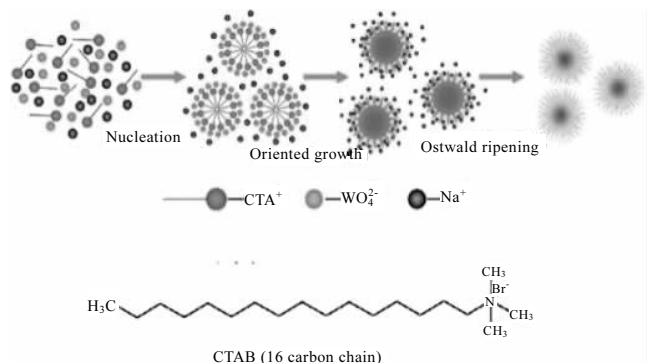 Nucleation
Oriented growth
Ostwald ripening
CTA⁺
WO₄²⁻
Na⁺
CH₃
Br⁻
H₃C
N
CH₃
CH₃
CTAB (16 carbon chain)